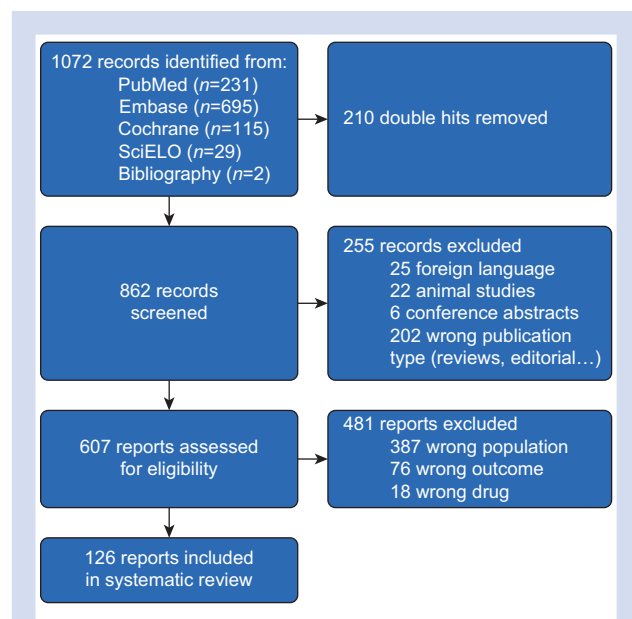 1072 records identified from:
PubMed (n=231)
Embase (n=695)
Cochrane (n=115)
SciELO (n=29)
Bibliography (n=2)
210 double hits removed
862 records
screened
255 records excluded
25 foreign language
22 animal studies
6 conference abstracts
202 wrong publication
type (reviews, editorial…)
607 reports assessed
for eligibility
481 reports excluded
387 wrong population
76 wrong outcome
18 wrong drug
126 reports included
in systematic review